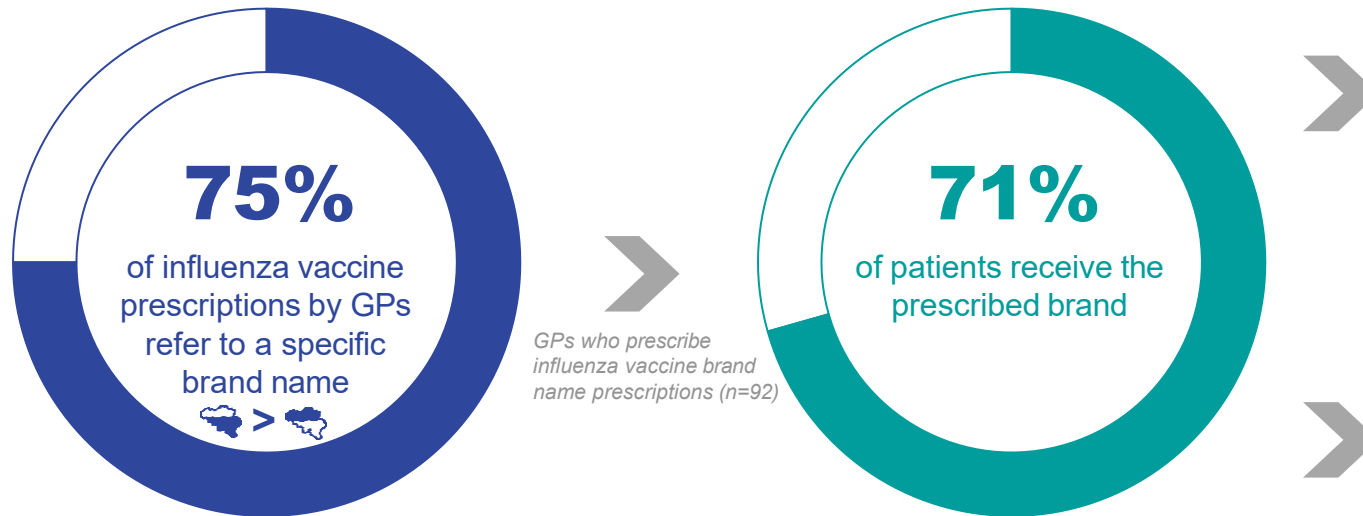 75%
of influenza vaccine
prescriptions by GPs
refer to a specific
brand name
>
GPs who prescribe
influenza vaccine brand
name prescriptions (n=92)
71%
of patients receive the
prescribed brand